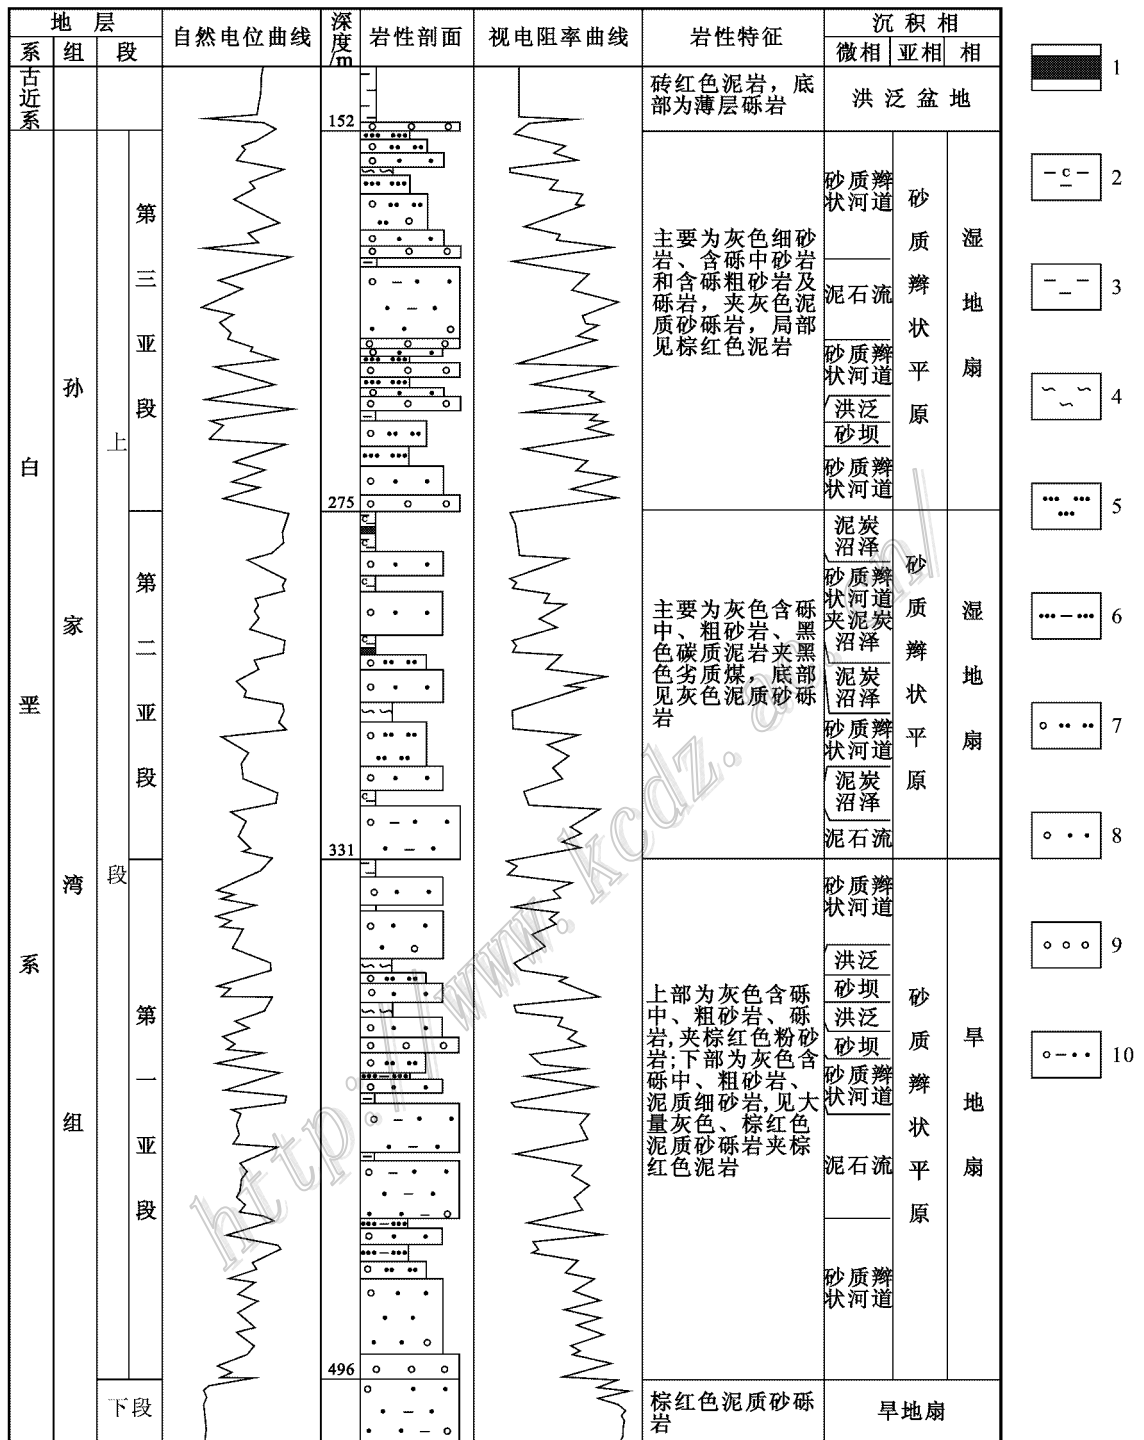 地 层
系
组
段
自然电位曲线
深度/m
岩性剖面
视电阻率曲线
岩性特征
沉 积 相
微相
亚相
相
古近系
152
砖红色泥岩，底
部为薄层砾岩
洪 泛 盆 地
白垩系
孙家湾组
上段
第三亚段
275
主要为灰色细砂
岩、含砾中砂岩
和含砾粗砂岩及
砾岩，夹灰色泥
质砂砾岩，局部
见棕红色泥岩
砂质辫
状河道
泥石流
砂质辫
状河道
洪泛
砂坝
砂质辫
状河道
砂质辫状平原
湿地扇
第二亚段
331
主要为灰色含砾
中、粗砂岩、黑
色碳质泥岩夹黑
色劣质煤，底部
见灰色泥质砂砾
岩
泥炭
沼泽
砂质辫
状河道
夹泥炭
沼泽
泥炭
沼泽
砂质辫
状河道
泥炭
沼泽
泥石流
砂质辫状平原
湿地扇
第一亚段
496
上部为灰色含砾
中、粗砂岩、砾
岩,夹棕红色粉砂
岩;下部为灰色含
砾中、粗砂岩、
泥质细砂岩,见大
量灰色、棕红色
泥质砂砾岩夹棕
红色泥岩
砂质辫
状河道
洪泛
砂坝
洪泛
砂坝
砂质辫
状河道
泥石流
砂质辫
状河道
砂质辫状平原
旱地扇
下段
棕红色泥质砂砾
岩
旱地扇
1
c
2
3
4
5
6
7
8
9
10
http://www.kcdz.ac.cn/